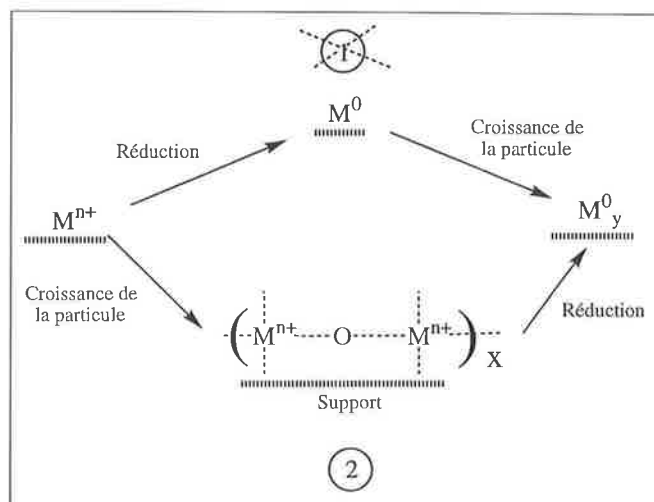 1
M⁰
Réduction
Croissance de
la particule
Mⁿ⁺
M⁰y
Croissance de
la particule
Réduction
( Mⁿ⁺ O Mⁿ⁺ ) X
Support
2